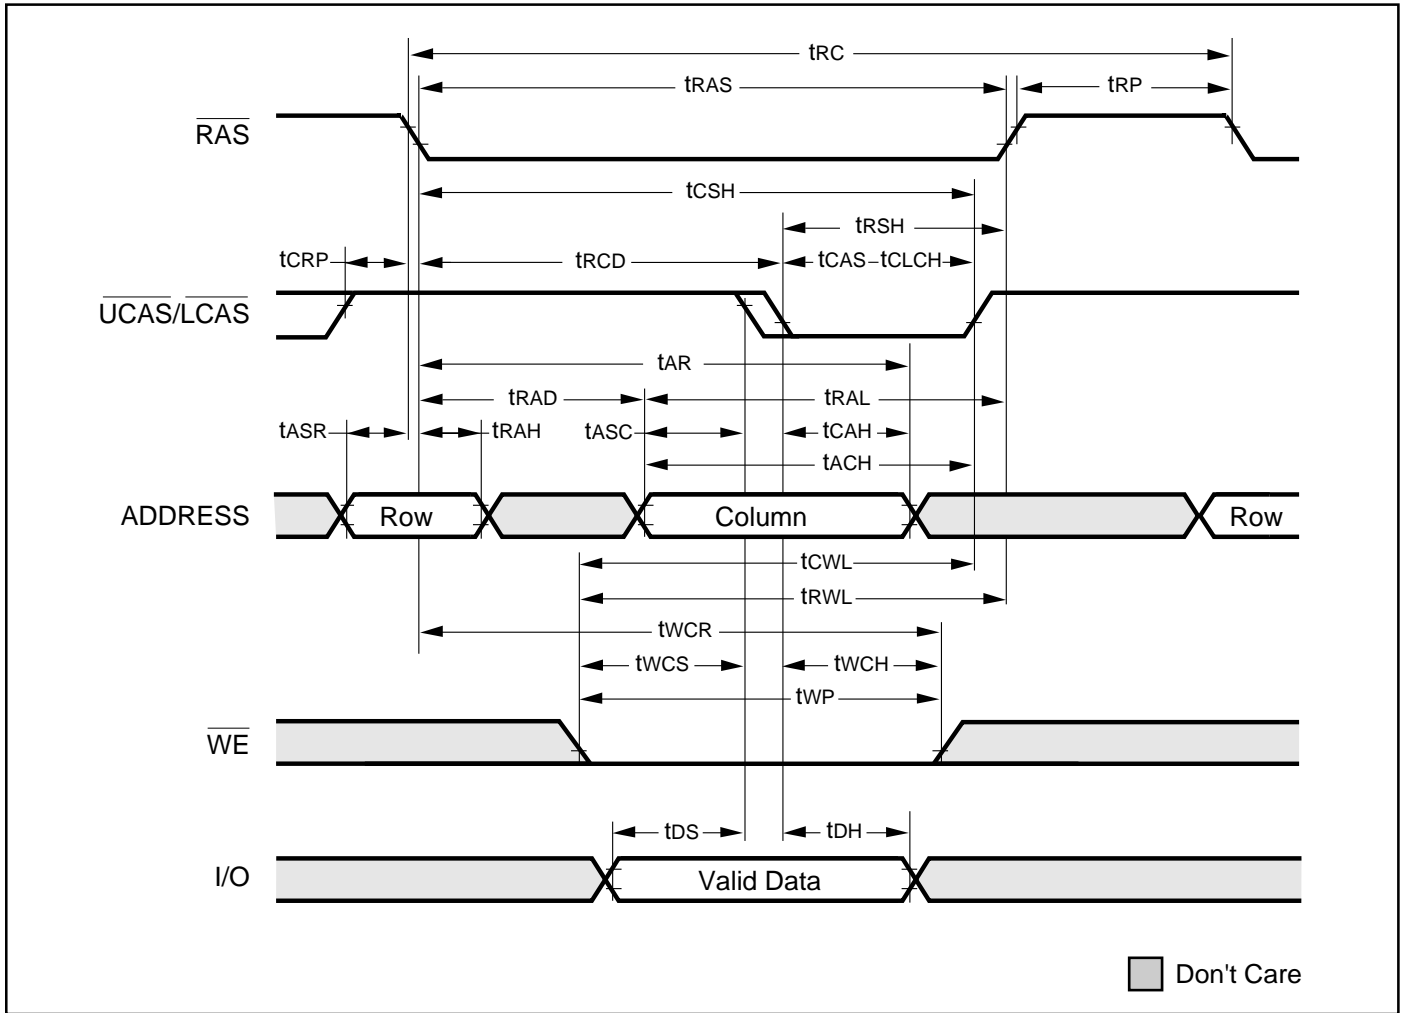 tRC
tRAS
tRP
RAS
tCSH
tRSH
tCRP
tRCD
tCAS tCLCH
UCAS/LCAS
tAR
tRAD
tRAL
tASR
tRAH
tASC
tCAH
tACH
ADDRESS
Row
Column
Row
tCWL
tRWL
tWCR
tWCS
tWCH
tWP
WE
tDS
tDH
I/O
Valid Data
Don't Care